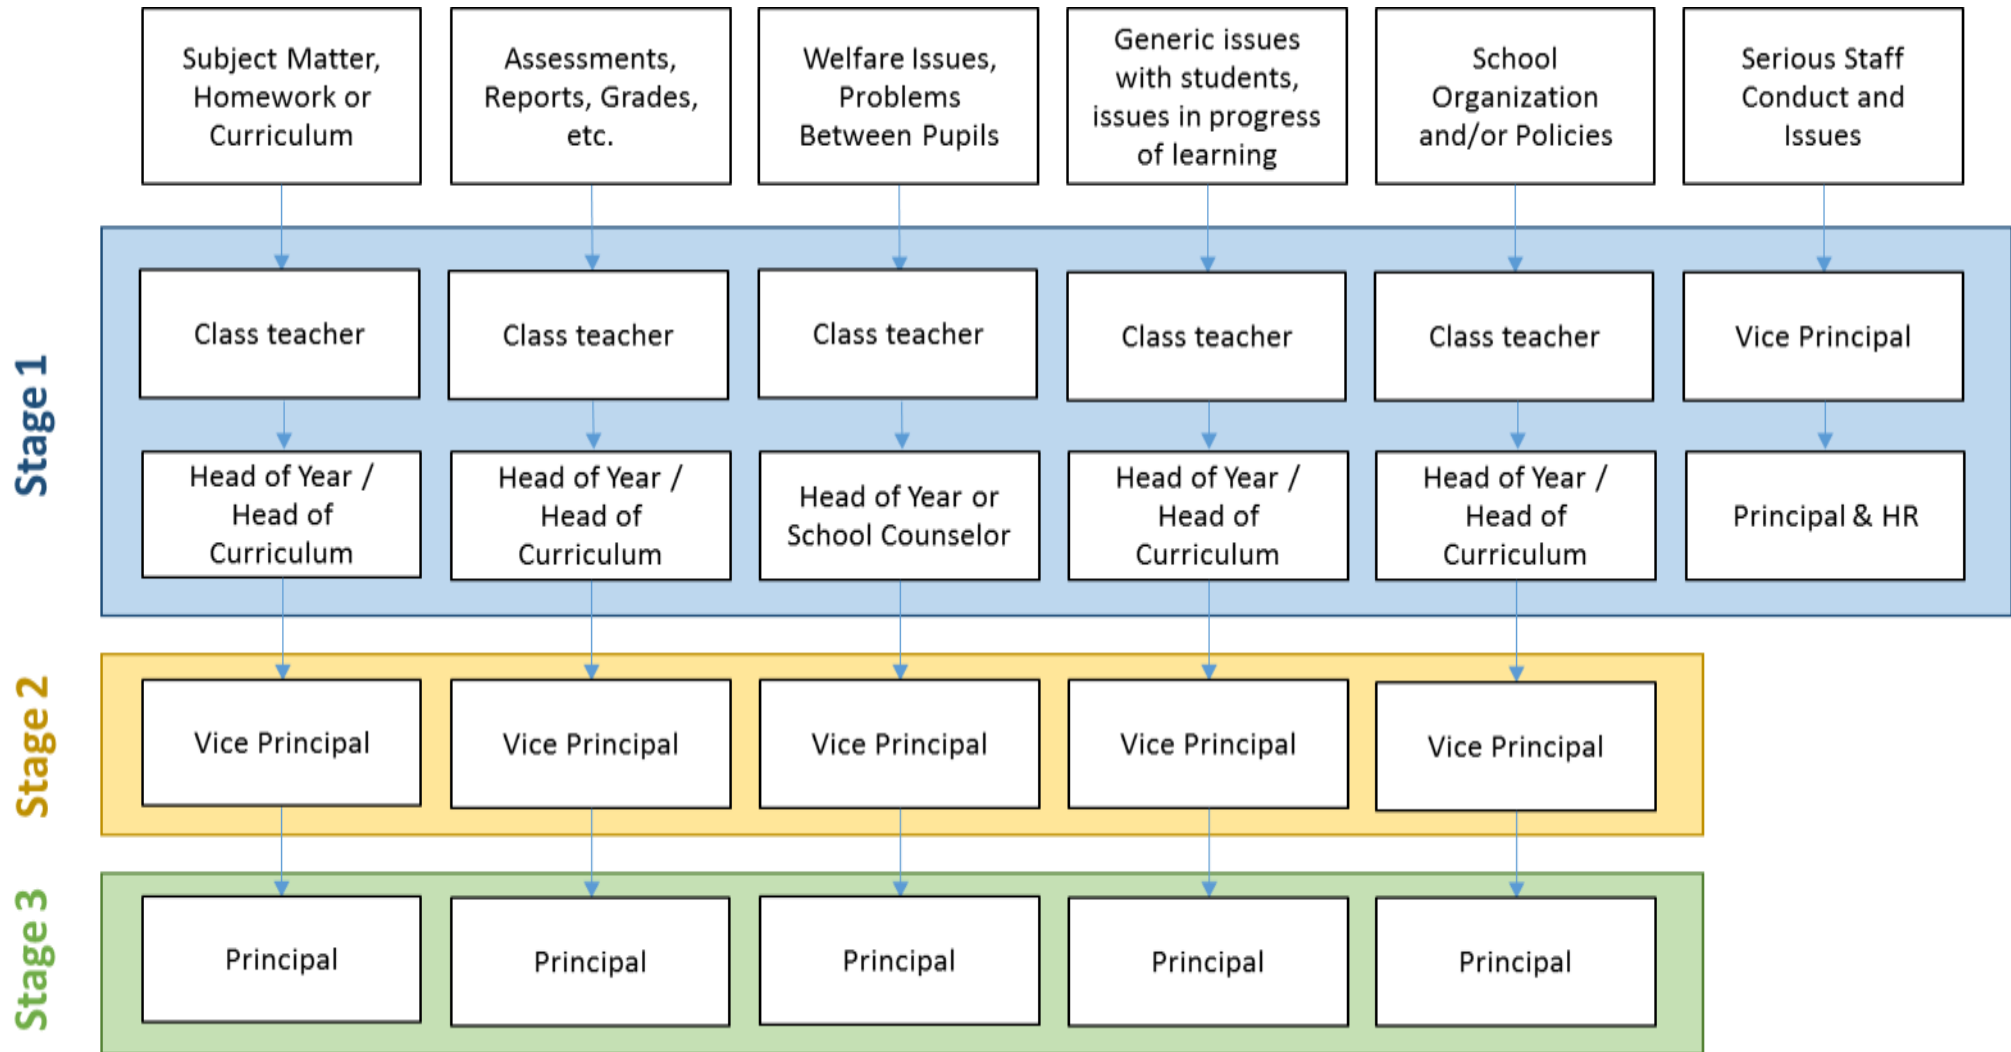 Subject Matter,
Homework or
Curriculum
Assessments,
Reports, Grades,
etc.
Welfare Issues,
Problems
Between Pupils
Generic issues
with students,
issues in progress
of learning
School
Organization
and/or Policies
Serious Staff
Conduct and
Issues
Stage 1
Class teacher
Class teacher
Class teacher
Class teacher
Class teacher
Vice Principal
Head of Year /
Head of
Curriculum
Head of Year /
Head of
Curriculum
Head of Year or
School Counselor
Head of Year /
Head of
Curriculum
Head of Year /
Head of
Curriculum
Principal & HR
Stage 2
Vice Principal
Vice Principal
Vice Principal
Vice Principal
Vice Principal
Stage 3
Principal
Principal
Principal
Principal
Principal